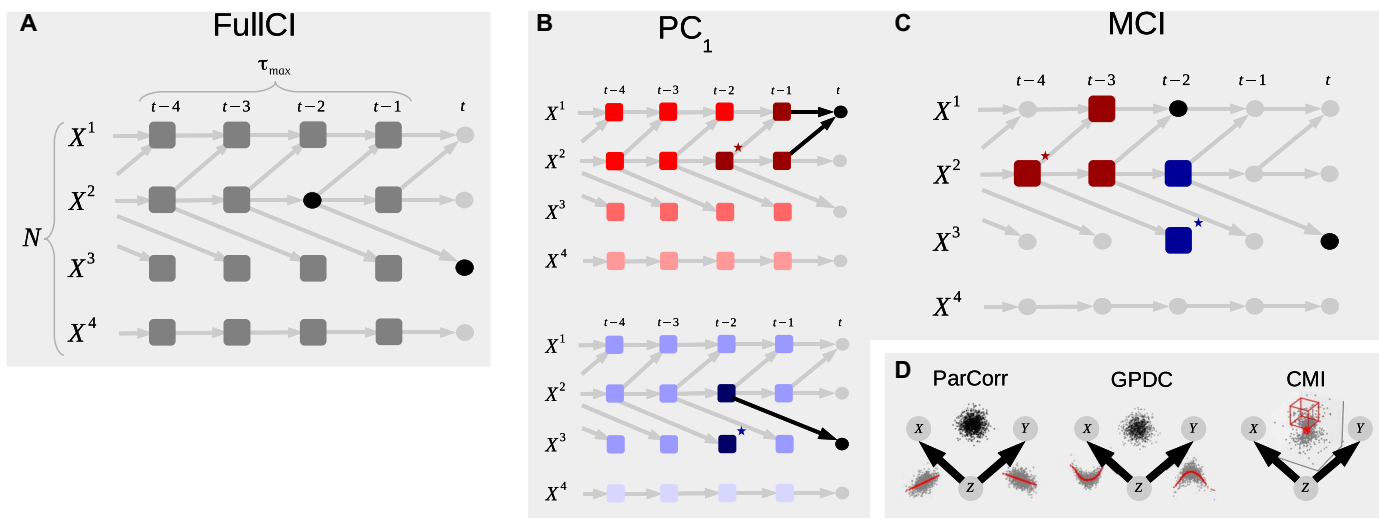 A FullCI
τmax
t−4 t−3 t−2 t−1 t
X¹
X²
N
X³
X⁴
B PC₁
t−4 t−3 t−2 t−1 t
X¹
X²
X³
X⁴
t−4 t−3 t−2 t−1 t
X¹
X²
X³
X⁴
C MCI
t−4 t−3 t−2 t−1 t
X¹
X²
X³
X⁴
D ParCorr GPDC CMI
X Y X Y X Y
Z Z Z